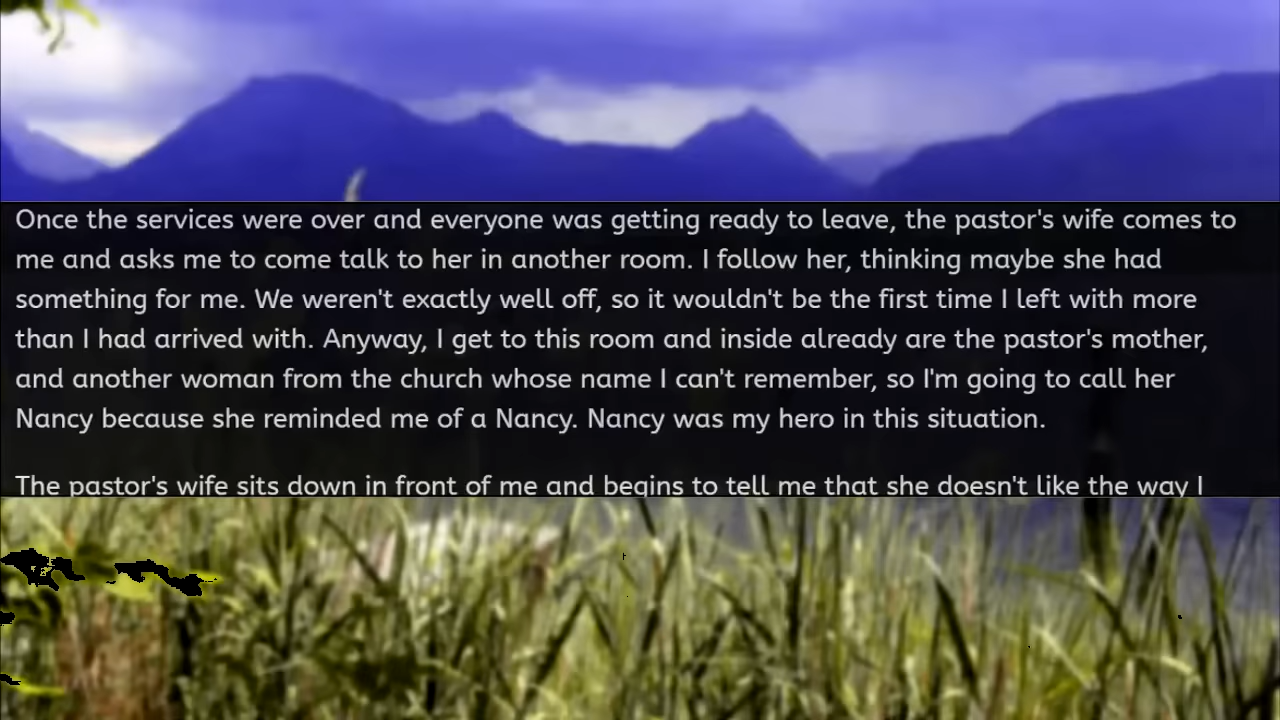 Once the services were over and everyone was getting ready to leave, the pastor's wife comes to
me and asks me to come talk to her in another room. I follow her, thinking maybe she had
something for me. We weren't exactly well off, so it wouldn't be the first time I left with more
than I had arrived with. Anyway, I get to this room and inside already are the pastor's mother,
and another woman from the church whose name I can't remember, so I'm going to call her
Nancy because she reminded me of a Nancy. Nancy was my hero in this situation.
The pastor's wife sits down in front of me and begins to tell me that she doesn't like the way I